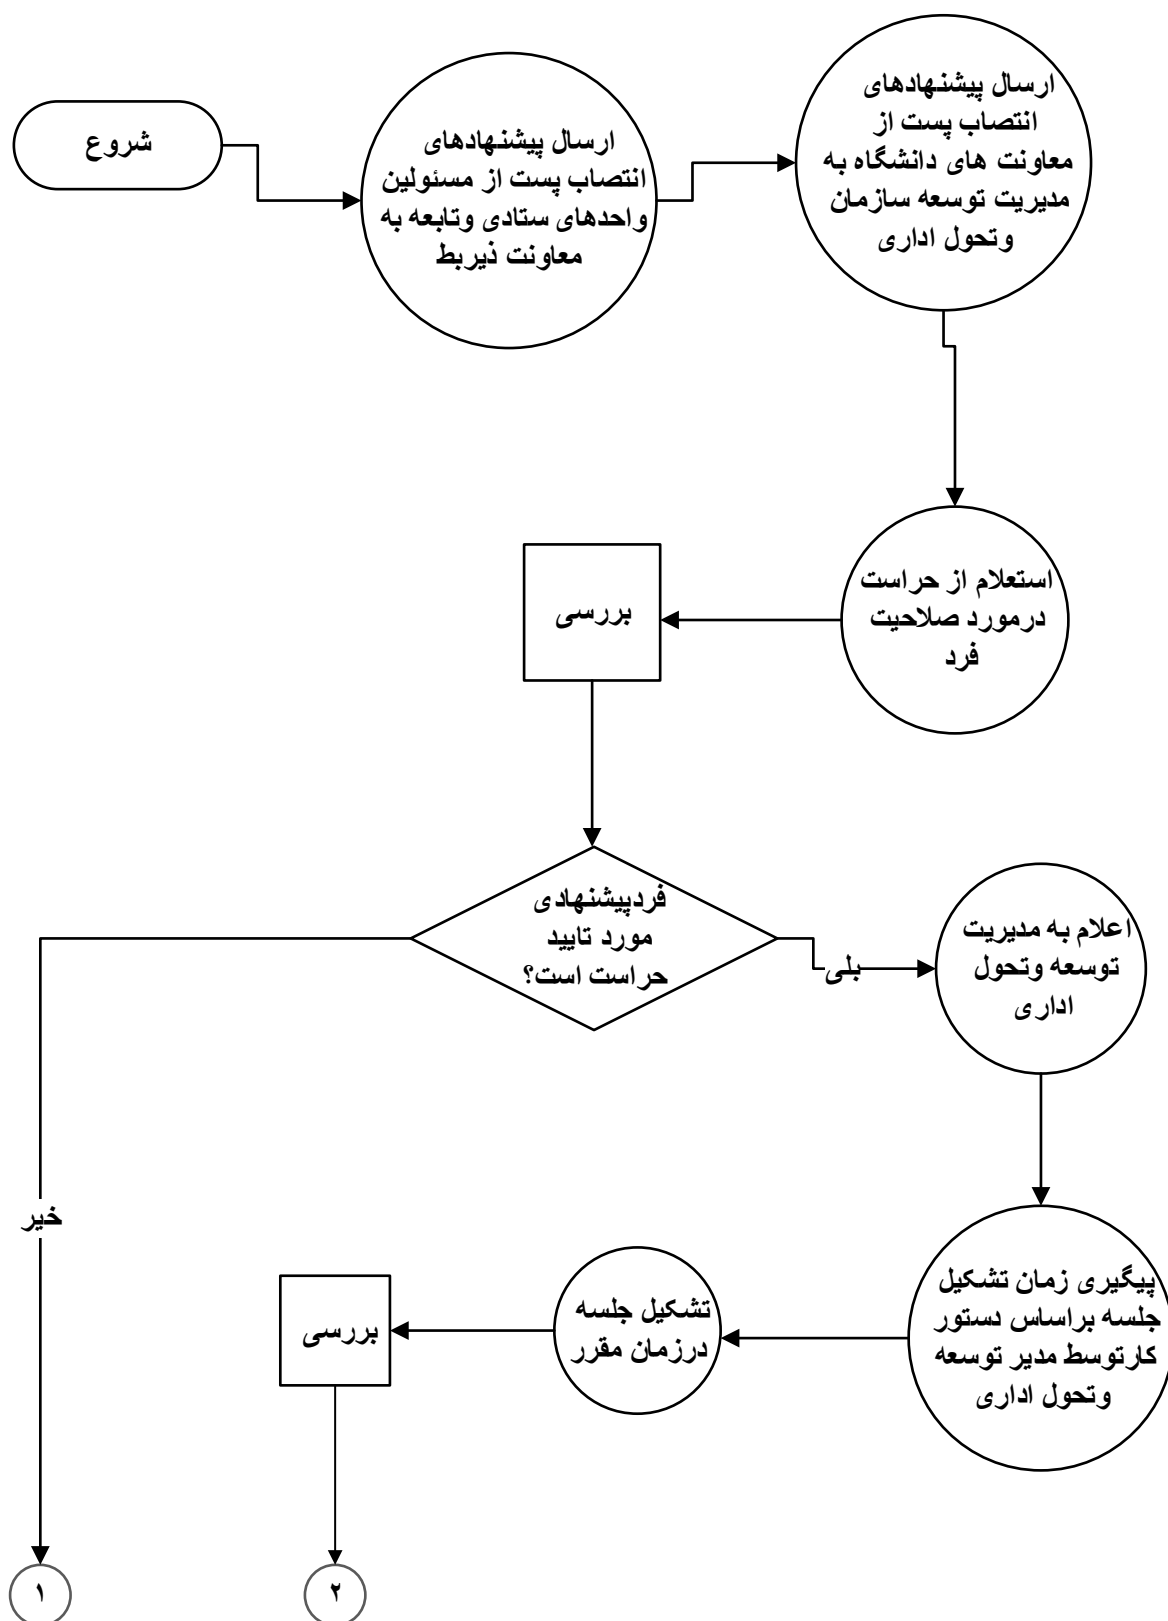 شروع
ارسال پیشنهادهای
انتصاب پست از مسئولین
واحدهای ستادی وتابعه به
معاونت ذیربط
ارسال پیشنهادهای
انتصاب پست از
معاونت های دانشگاه به
مدیریت توسعه سازمان
وتحول اداری
استعلام از حراست
درمورد صلاحیت
فرد
بررسی
فردپیشنهادی
مورد تایید
حراست است؟
بلی
اعلام به مدیریت
توسعه وتحول
اداری
خیر
پیگیری زمان تشکیل
جلسه براساس دستور
کارتوسط مدیر توسعه
وتحول اداری
تشکیل جلسه
درزمان مقرر
بررسی
۱
۲